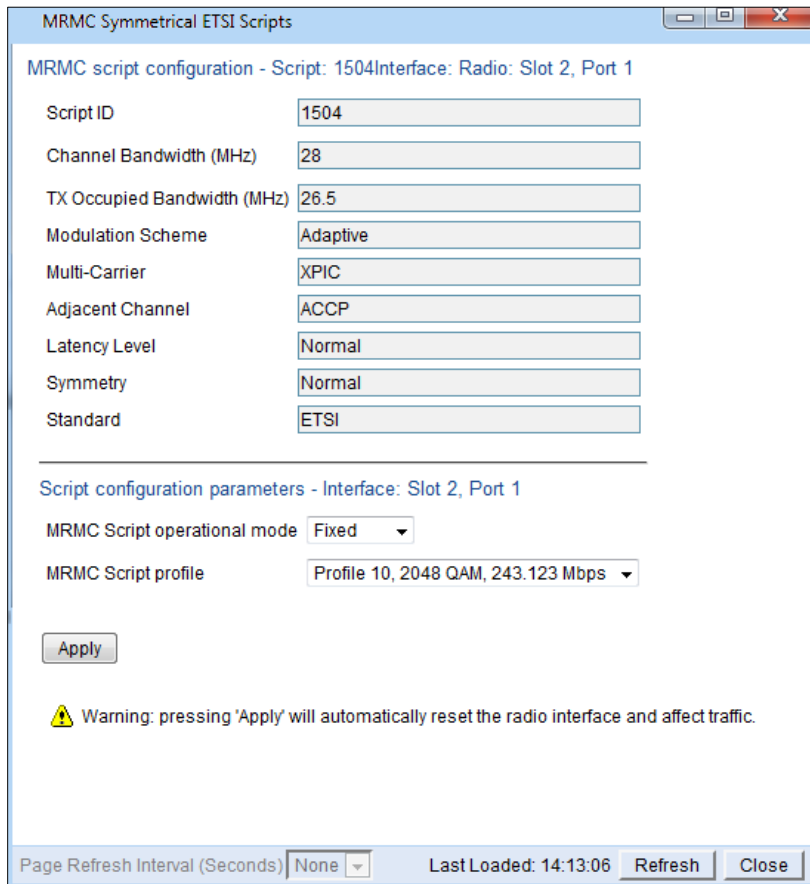 MRMC Symmetrical ETSI Scripts
MRMC script configuration - Script: 1504Interface: Radio: Slot 2, Port 1
Script ID 1504
Channel Bandwidth (MHz) 28
TX Occupied Bandwidth (MHz) 26.5
Modulation Scheme Adaptive
Multi-Carrier XPIC
Adjacent Channel ACCP
Latency Level Normal
Symmetry Normal
Standard ETSI
Script configuration parameters - Interface: Slot 2, Port 1
MRMC Script operational mode Fixed
MRMC Script profile Profile 10, 2048 QAM, 243.123 Mbps
Apply
Warning: pressing 'Apply' will automatically reset the radio interface and affect traffic.
Page Refresh Interval (Seconds) None Last Loaded: 14:13:06 Refresh Close